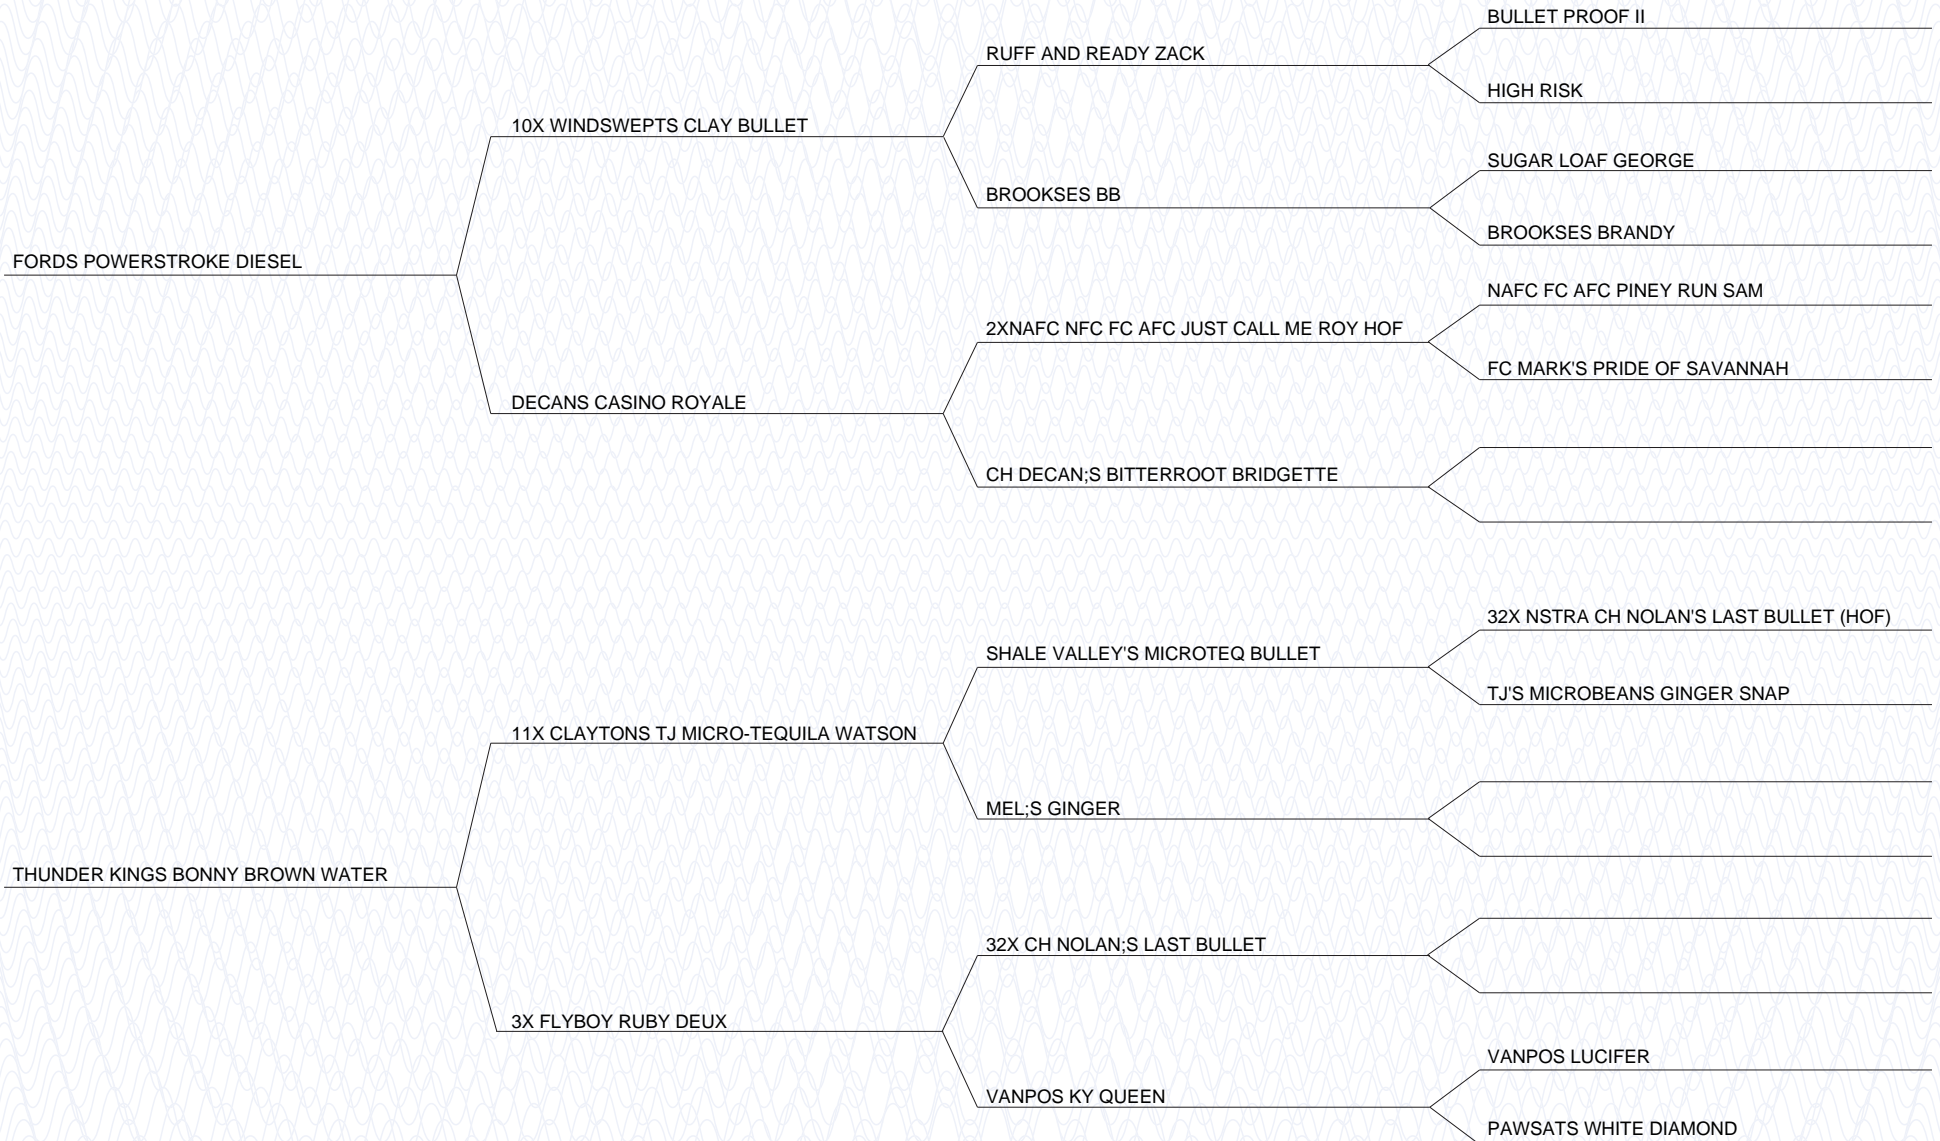 BULLET PROOF II
RUFF AND READY ZACK
HIGH RISK
10X WINDSWEPTS CLAY BULLET
SUGAR LOAF GEORGE
BROOKSES BB
BROOKSES BRANDY
FORDS POWERSTROKE DIESEL
NAFC FC AFC PINEY RUN SAM
2XNAFC NFC FC AFC JUST CALL ME ROY HOF
FC MARK'S PRIDE OF SAVANNAH
DECANS CASINO ROYALE
CH DECAN;S BITTERROOT BRIDGETTE
32X NSTRA CH NOLAN'S LAST BULLET (HOF)
SHALE VALLEY'S MICROTEQ BULLET
TJ'S MICROBEANS GINGER SNAP
11X CLAYTONS TJ MICRO-TEQUILA WATSON
MEL;S GINGER
THUNDER KINGS BONNY BROWN WATER
32X CH NOLAN;S LAST BULLET
3X FLYBOY RUBY DEUX
VANPOS LUCIFER
VANPOS KY QUEEN
PAWSATS WHITE DIAMOND